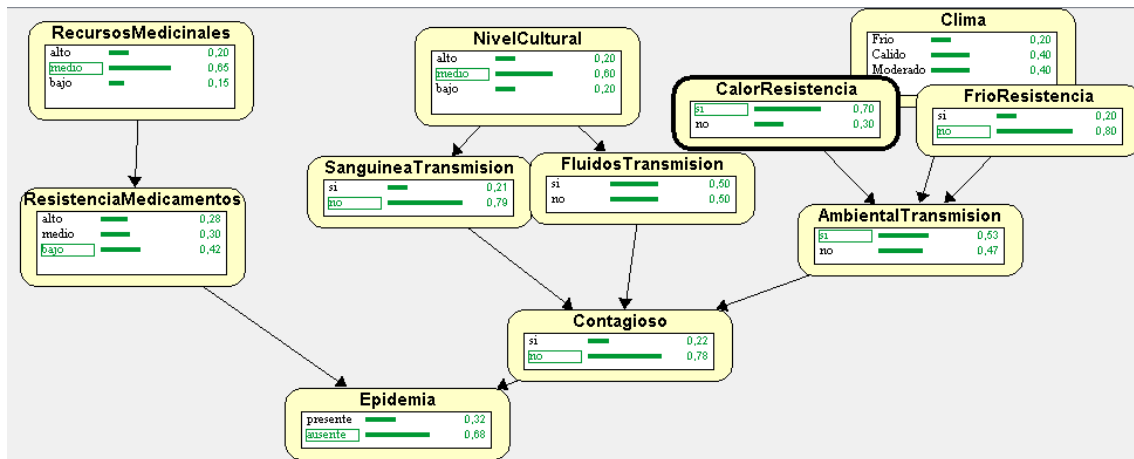 RecursosMedicinales
alto 0,20
medio 0,65
bajo 0,15
NivelCultural
alto 0,20
medio 0,60
bajo 0,20
Clima
Frio 0,20
Calido 0,40
Moderado 0,40
CalorResistencia
si 0,70
no 0,30
FrioResistencia
si 0,20
no 0,80
ResistenciaMedicamentos
alto 0,28
medio 0,30
bajo 0,42
SanguineaTransmision
si 0,21
no 0,79
FluidosTransmision
si 0,50
no 0,50
AmbientalTransmision
si 0,53
no 0,47
Contagioso
si 0,22
no 0,78
Epidemia
presente 0,32
ausente 0,68